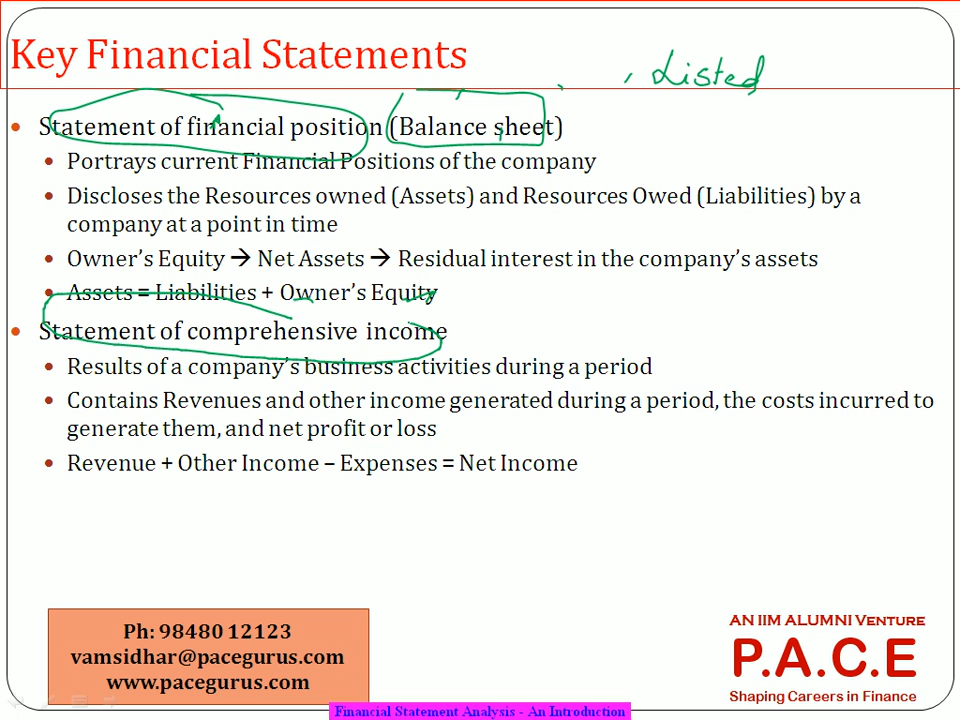 Key Financial Statements
Listed
• Statement of financial position (Balance sheet)
• Portrays current Financial Positions of the company
• Discloses the Resources owned (Assets) and Resources Owed (Liabilities) by a
company at a point in time
• Owner's Equity → Net Assets → Residual interest in the company's assets
• Assets = Liabilities + Owner's Equity
• Statement of comprehensive income
• Results of a company's business activities during a period
• Contains Revenues and other income generated during a period, the costs incurred to
generate them, and net profit or loss
• Revenue + Other Income – Expenses = Net Income
Ph: 98480 12123
vamsidhar@pacegurus.com
www.pacegurus.com
AN IIM ALUMNI VENTURE
P.A.C.E
Shaping Careers in Finance
Financial Statement Analysis - An Introduction